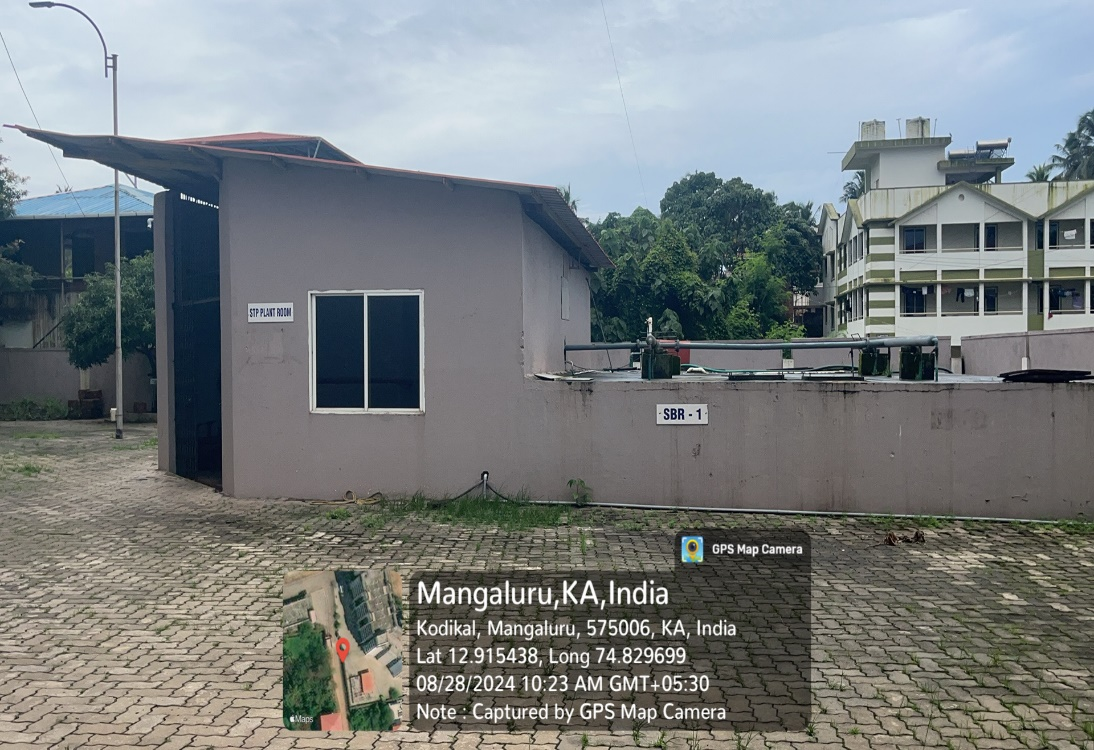 STP PLANT ROOM
SBR - 1
GPS Map Camera
Mangaluru,KA,India
Kodikal, Mangaluru, 575006, KA, India
Lat 12.915438, Long 74.829699
08/28/2024 10:23 AM GMT+05:30
Note : Captured by GPS Map Camera
Maps